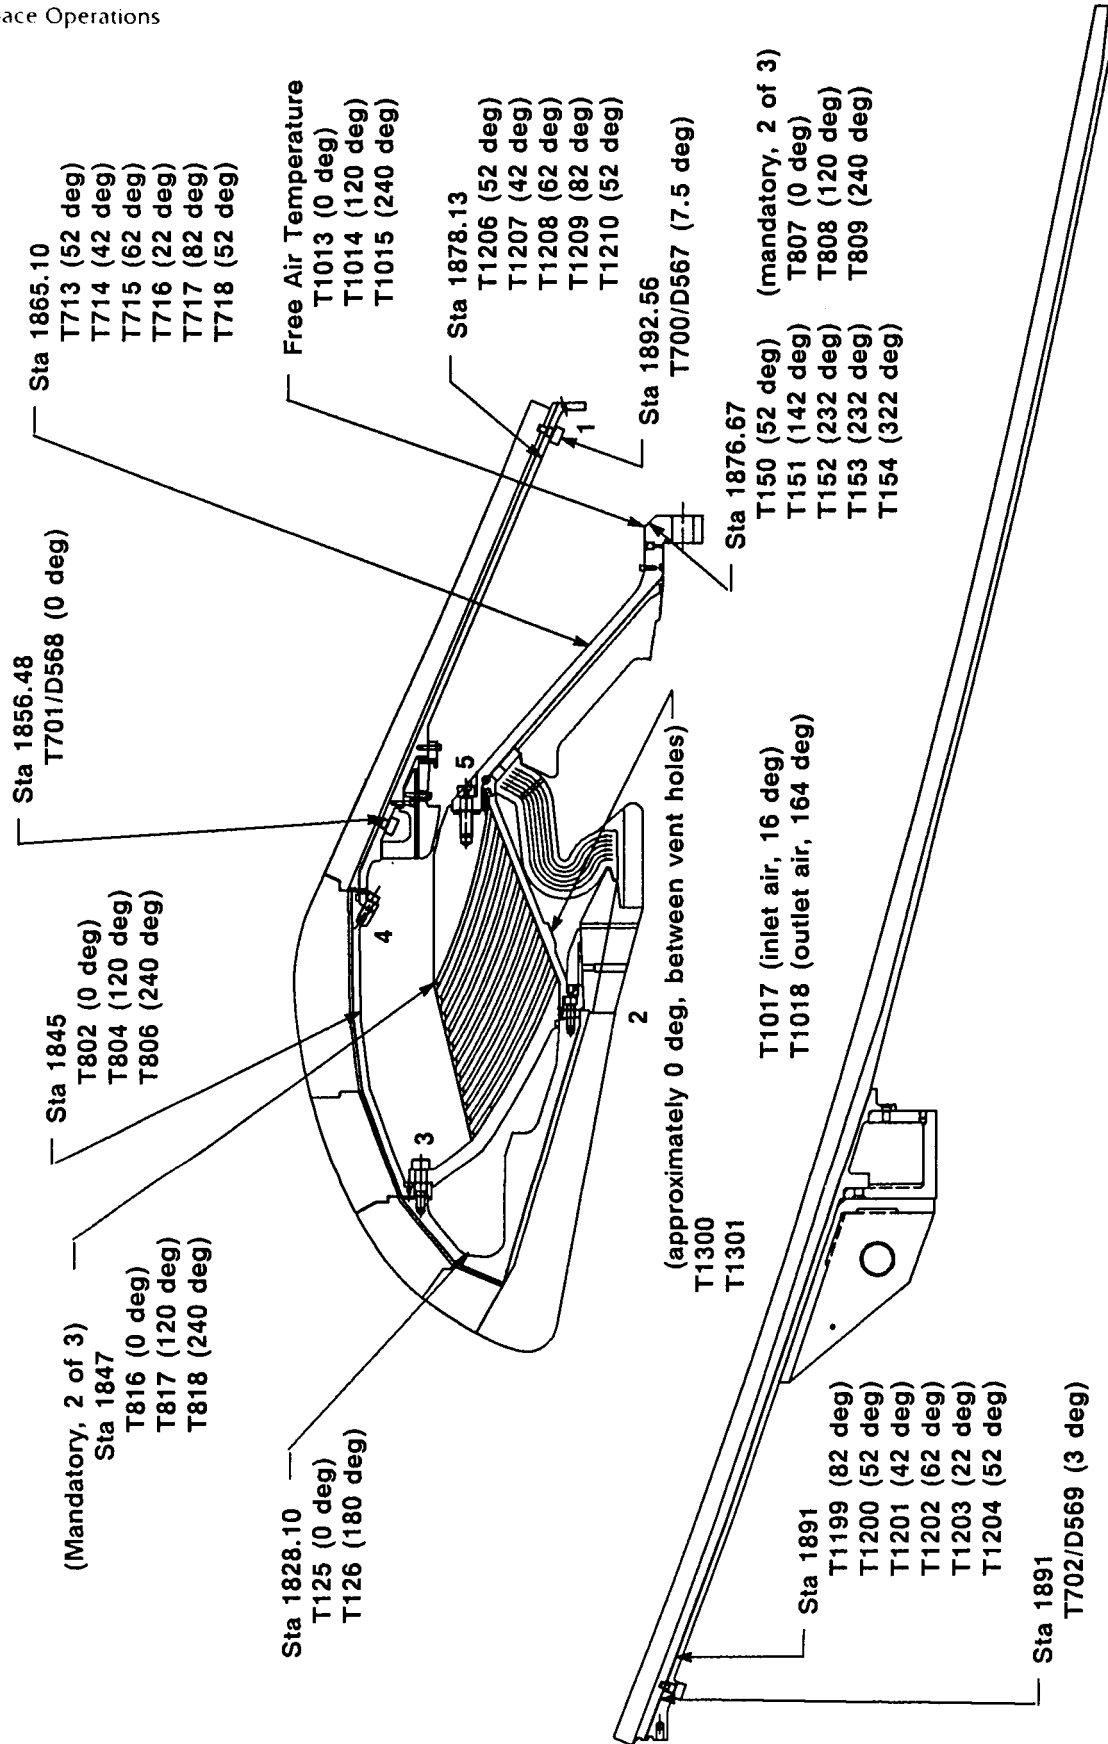 ace Operations
Sta 1865.10
T713 (52 deg)
T714 (42 deg)
T715 (62 deg)
T716 (22 deg)
T717 (82 deg)
T718 (52 deg)
Free Air Temperature
T1013 (0 deg)
T1014 (120 deg)
T1015 (240 deg)
Sta 1878.13
T1206 (52 deg)
T1207 (42 deg)
T1208 (62 deg)
T1209 (82 deg)
T1210 (52 deg)
Sta 1892.56
T700/D567 (7.5 deg)
Sta 1876.67
T150 (52 deg)
T151 (142 deg)
T152 (232 deg)
T153 (232 deg)
T154 (322 deg)
(mandatory, 2 of 3)
T807 (0 deg)
T808 (120 deg)
T809 (240 deg)
Sta 1856.48
T701/D568 (0 deg)
Sta 1845
T802 (0 deg)
T804 (120 deg)
T806 (240 deg)
(Mandatory, 2 of 3)
Sta 1847
T816 (0 deg)
T817 (120 deg)
T818 (240 deg)
Sta 1828.10
T125 (0 deg)
T126 (180 deg)
1
2
3
4
5
(approximately 0 deg, between vent holes)
T1300
T1301
T1017 (inlet air, 16 deg)
T1018 (outlet air, 164 deg)
Sta 1891
T1199 (82 deg)
T1200 (52 deg)
T1201 (42 deg)
T1202 (62 deg)
T1203 (22 deg)
T1204 (52 deg)
Sta 1891
T702/D569 (3 deg)